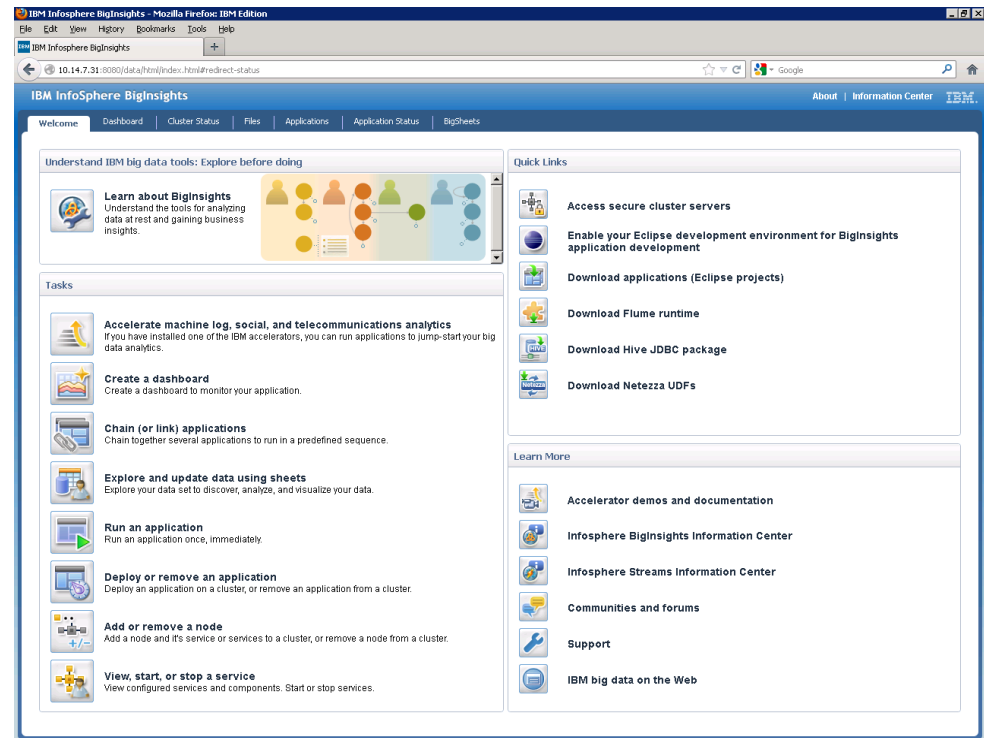 IBM Infosphere BigInsights - Mozilla Firefox: IBM Edition
File Edit View History Bookmarks Tools Help
IBM IBM Infosphere BigInsights +
10.14.7.31:8080/data/html/index.html#redirect-status
Google
IBM InfoSphere BigInsights
About | Information Center IBM.
Welcome Dashboard Cluster Status Files Applications Application Status BigSheets
Understand IBM big data tools: Explore before doing
Learn about BigInsights
Understand the tools for analyzing
data at rest and gaining business
insights.
Tasks
Accelerate machine log, social, and telecommunications analytics
If you have installed one of the IBM accelerators, you can run applications to jump-start your big
data analytics.
Create a dashboard
Create a dashboard to monitor your application.
Chain (or link) applications
Chain together several applications to run in a predefined sequence.
Explore and update data using sheets
Explore your data set to discover, analyze, and visualize your data.
Run an application
Run an application once, immediately.
Deploy or remove an application
Deploy an application on a cluster, or remove an application from a cluster.
+/-
Add or remove a node
Add a node and it's service or services to a cluster, or remove a node from a cluster.
View, start, or stop a service
View configured services and components. Start or stop services.
Quick Links
Access secure cluster servers
Enable your Eclipse development environment for BigInsights
application development
Download applications (Eclipse projects)
Download Flume runtime
HIVE
Download Hive JDBC package
Netezza
Download Netezza UDFs
Learn More
Accelerator demos and documentation
Infosphere BigInsights Information Center
Infosphere Streams Information Center
Communities and forums
Support
IBM big data on the Web